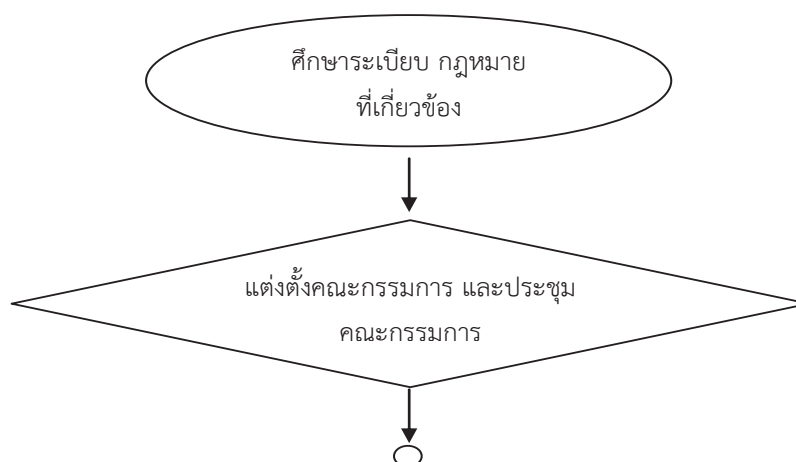 ศึกษาระเบียบ กฎหมาย
ที่เกี่ยวข้อง
แต่งตั้งคณะกรรมการ และประชุม
คณะกรรมการ